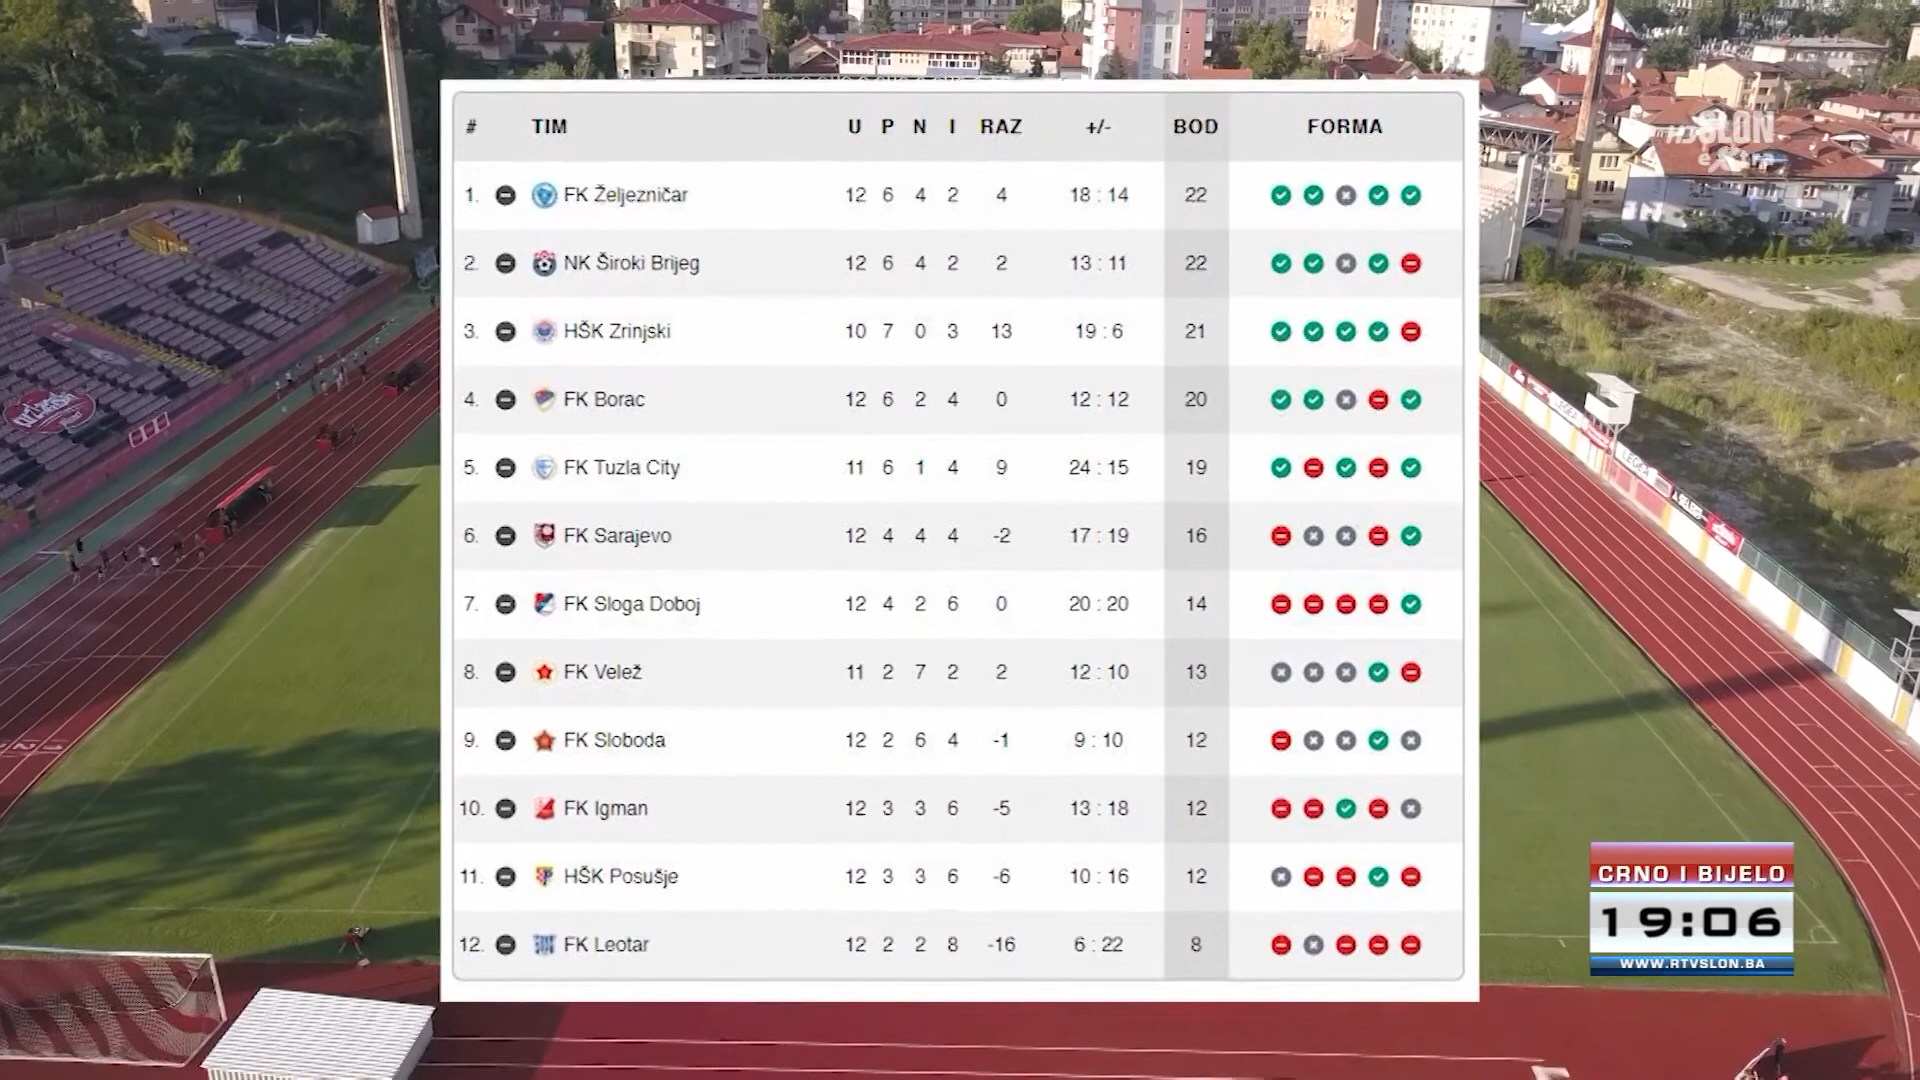 # TIM U P N I RAZ +/- BOD FORMA
1. FK Željezničar 12 6 4 2 4 18 : 14 22
2. NK Široki Brijeg 12 6 4 2 2 13 : 11 22
3. HŠK Zrinjski 10 7 0 3 13 19 : 6 21
4. FK Borac 12 6 2 4 0 12 : 12 20
5. FK Tuzla City 11 6 1 4 9 24 : 15 19
6. FK Sarajevo 12 4 4 4 -2 17 : 19 16
7. FK Sloga Doboj 12 4 2 6 0 20 : 20 14
8. FK Velež 11 2 7 2 2 12 : 10 13
9. FK Sloboda 12 2 6 4 -1 9 : 10 12
10. FK Igman 12 3 3 6 -5 13 : 18 12
11. HŠK Posušje 12 3 3 6 -6 10 : 16 12
12. FK Leotar 12 2 2 8 -16 6 : 22 8
SLON
extra
CRNO I BIJELO
19:06
WWW.RTVSLON.BA
LEGEA